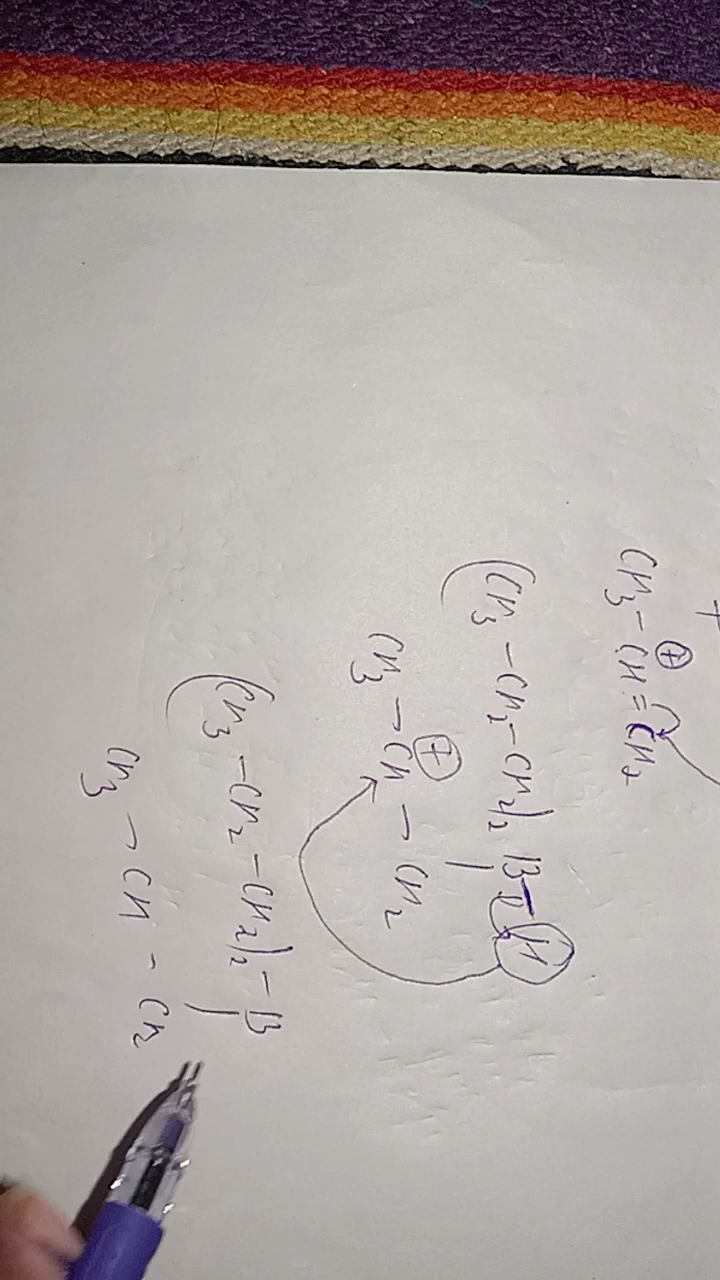 +
⊕
CH3 - CH = CH2
(CH3 - CH2 - CH2)2 B - H
⊕
CH3 - CH - CH2
(CH3 - CH2 - CH2)2 - B
CH3 - CH - CH2